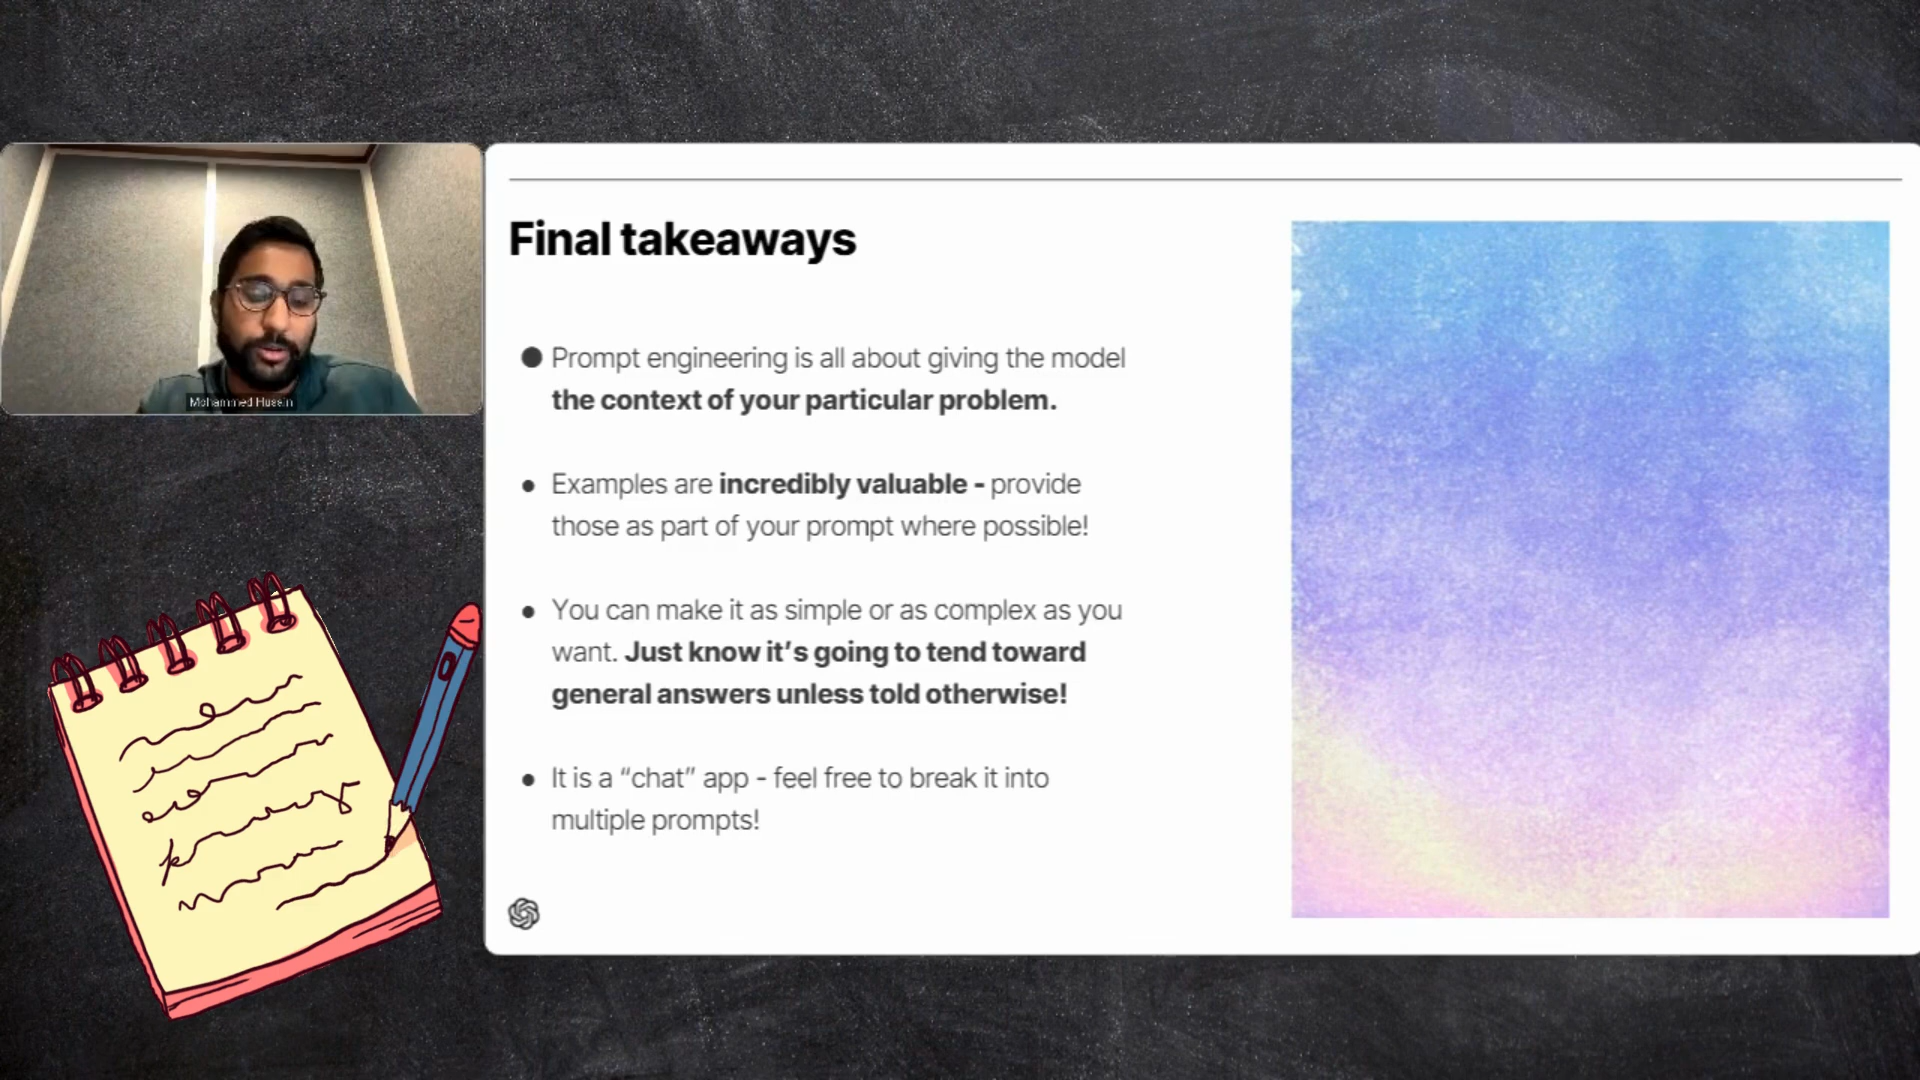 Final takeaways
Prompt engineering is all about giving the model
the context of your particular problem.
Examples are incredibly valuable - provide
those as part of your prompt where possible!
You can make it as simple or as complex as you
want. Just know it’s going to tend toward
general answers unless told otherwise!
It is a “chat” app - feel free to break it into
multiple prompts!
Mohammed Husain